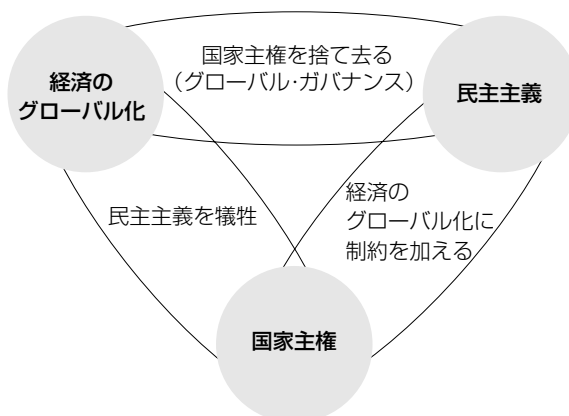 国家主権を捨て去る
（グローバル・ガバナンス）
経済の
グローバル化
民主主義
民主主義を犠牲
経済の
グローバル化に
制約を加える
国家主権